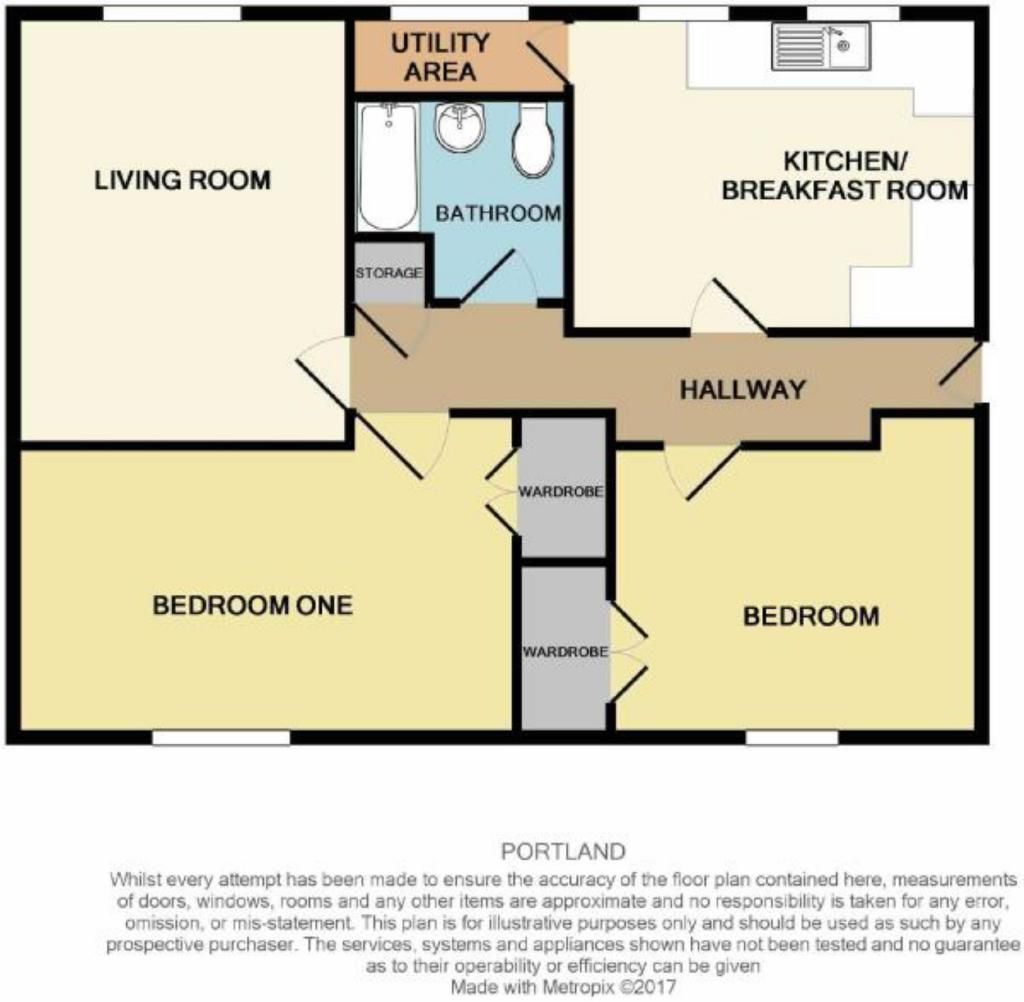 UTILITY
AREA
LIVING ROOM
KITCHEN/
BREAKFAST ROOM
BATHROOM
STORAGE
HALLWAY
WARDROBE
BEDROOM ONE
BEDROOM
WARDROBE
PORTLAND
Whilst every attempt has been made to ensure the accuracy of the floor plan contained here, measurements
of doors, windows, rooms and any other items are approximate and no responsibility is taken for any error,
omission, or mis-statement. This plan is for illustrative purposes only and should be used as such by any
prospective purchaser. The services, systems and appliances shown have not been tested and no guarantee
as to their operability or efficiency can be given
Made with Metropix ©2017